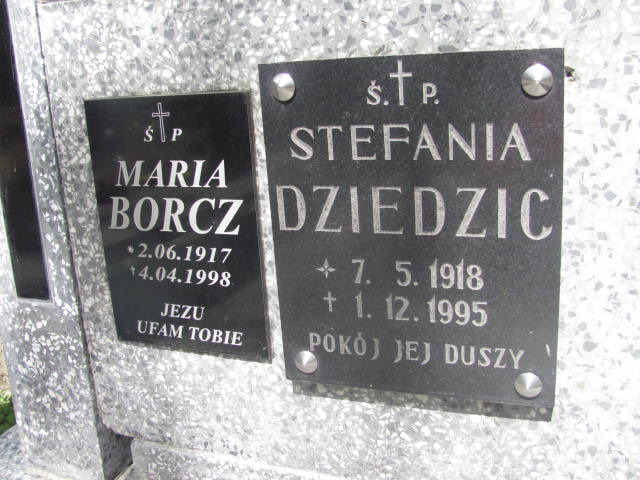 Ś P
MARIA
BORCZ
* 2.06.1917
† 4.04.1998
JEZU
UFAM TOBIE
Ś. P.
STEFANIA
DZIEDZIC
7. 5. 1918
† 1. 12. 1995
POKÓJ JEJ DUSZY